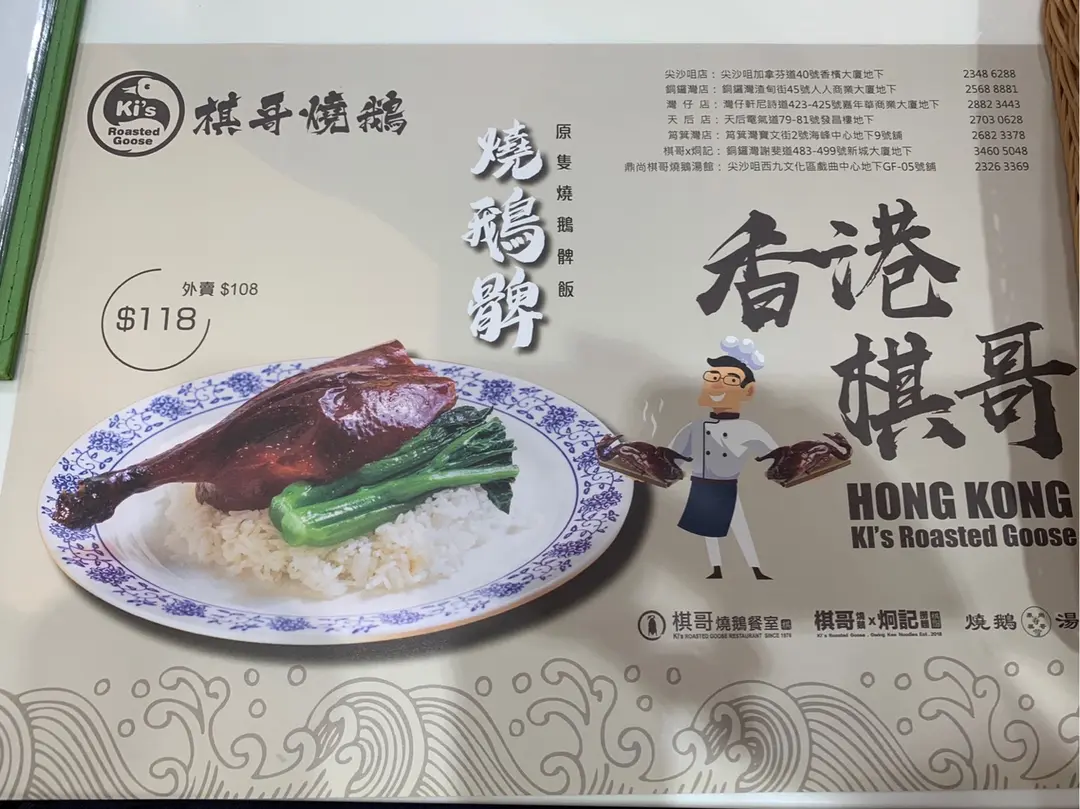 Ki's
Roasted
Goose
棋哥燒鵝
燒鵝髀
原隻燒鵝髀飯
外賣 $108
$118
尖沙咀店：尖沙咀加拿芬道40號香檳大廈地下 2348 6288
銅鑼灣店：銅鑼灣渣甸街45號人人商業大廈地下 2568 8881
灣仔店：灣仔軒尼詩道423-425號嘉年華商業大廈地下 2882 3443
天后店：天后電氣道79-81號發昌樓地下 2703 0628
筲箕灣店：筲箕灣寶文街2號海峰中心地下9號舖 2682 3378
棋哥x炯記：銅鑼灣謝斐道483-499號新城大廈地下 3460 5048
鼎尚棋哥燒鵝湯館：尖沙咀西九文化區戲曲中心地下GF-05號舖 2326 3369
香港
棋哥
HONG KONG
KI's Roasted Goose
棋哥燒鵝餐室
Ki's ROASTED GOOSE RESTAURANT SINCE 1976
棋哥 x 炯記
燒鵝
湯